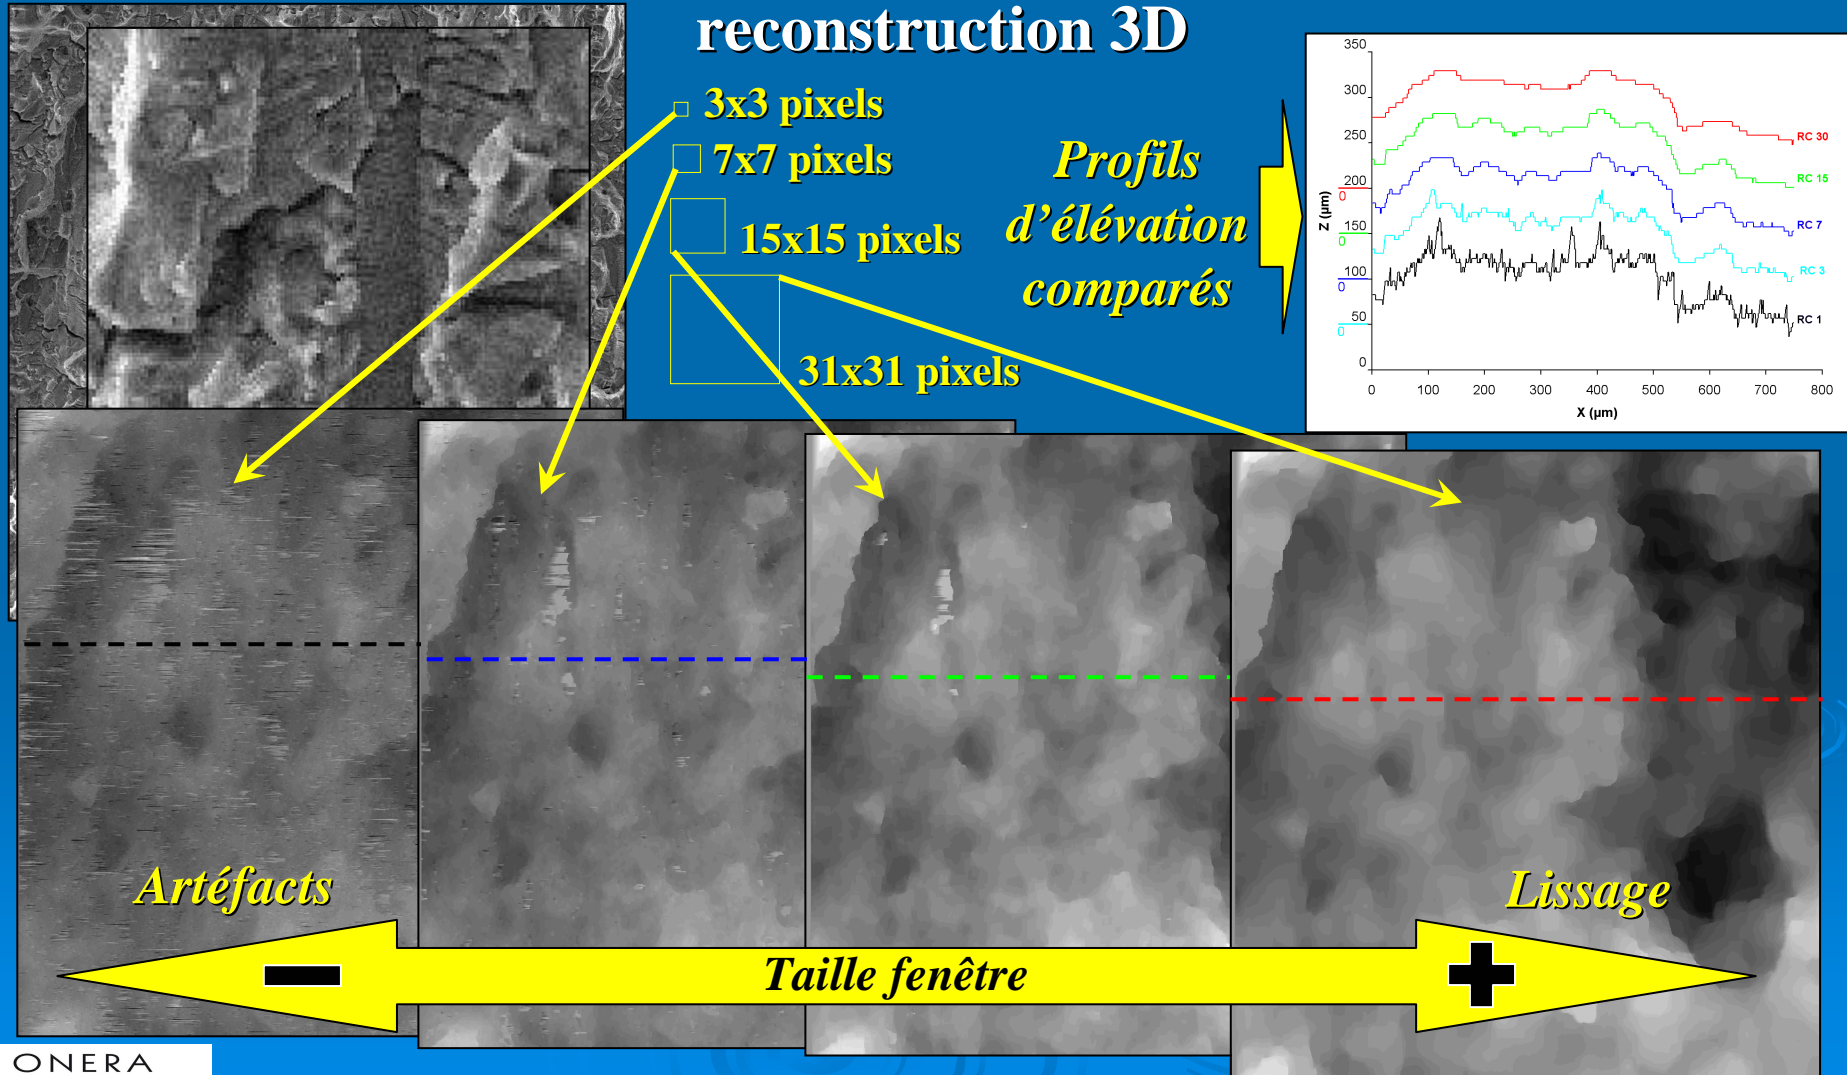 reconstruction 3D
3x3 pixels
7x7 pixels
15x15 pixels
31x31 pixels
Profils
d’élévation
comparés
350
300
250
200
0
150
0
100
0
50
0
0
Z (µm)
0 100 200 300 400 500 600 700 800
X (µm)
RC 30
RC 15
RC 7
RC 3
RC 1
Artéfacts
Lissage
Taille fenêtre
ONERA